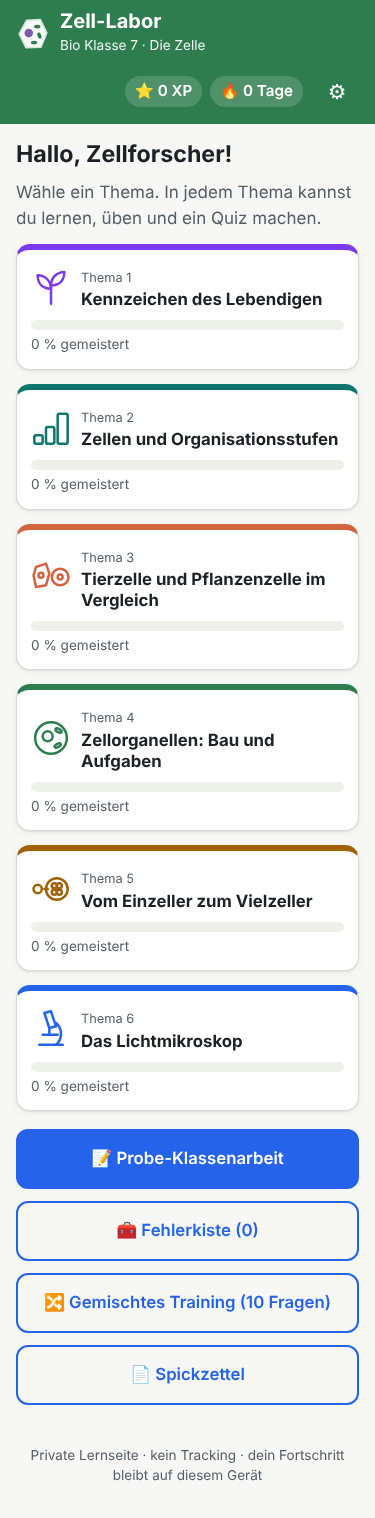 Zell-Labor
Bio Klasse 7 · Die Zelle
⭐ 0 XP
🔥 0 Tage
⚙
Hallo, Zellforscher!
Wähle ein Thema. In jedem Thema kannst
du lernen, üben und ein Quiz machen.
Thema 1
Kennzeichen des Lebendigen
0 % gemeistert
Thema 2
Zellen und Organisationsstufen
0 % gemeistert
Thema 3
Tierzelle und Pflanzenzelle im
Vergleich
0 % gemeistert
Thema 4
Zellorganellen: Bau und
Aufgaben
0 % gemeistert
Thema 5
Vom Einzeller zum Vielzeller
0 % gemeistert
Thema 6
Das Lichtmikroskop
0 % gemeistert
📝 Probe-Klassenarbeit
🧰 Fehlerkiste (0)
🔀 Gemischtes Training (10 Fragen)
📄 Spickzettel
Private Lernseite · kein Tracking · dein Fortschritt
bleibt auf diesem Gerät